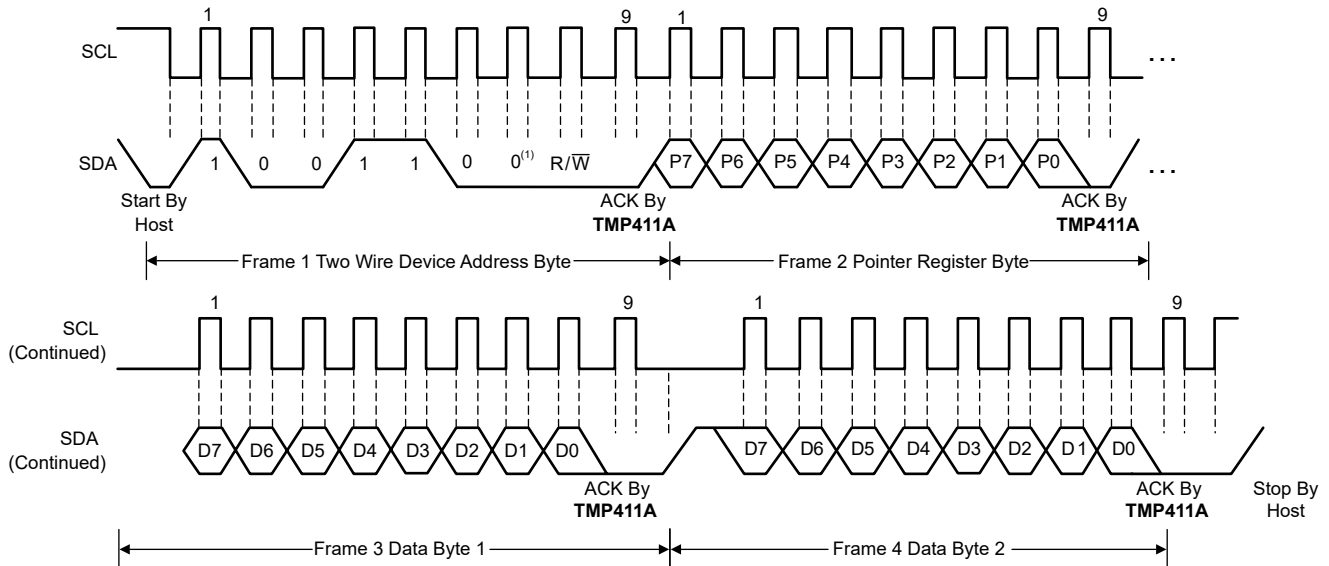 1 9 1 9
SCL ...
SDA 1 0 0 1 1 0 0(1) R/W̅ P7 P6 P5 P4 P3 P2 P1 P0 ...
Start By Host
ACK By TMP411A
ACK By TMP411A
Frame 1 Two Wire Device Address Byte
Frame 2 Pointer Register Byte
1 9 1 9
SCL (Continued)
SDA (Continued) D7 D6 D5 D4 D3 D2 D1 D0 D7 D6 D5 D4 D3 D2 D1 D0
ACK By TMP411A
ACK By TMP411A
Stop By Host
Frame 3 Data Byte 1
Frame 4 Data Byte 2